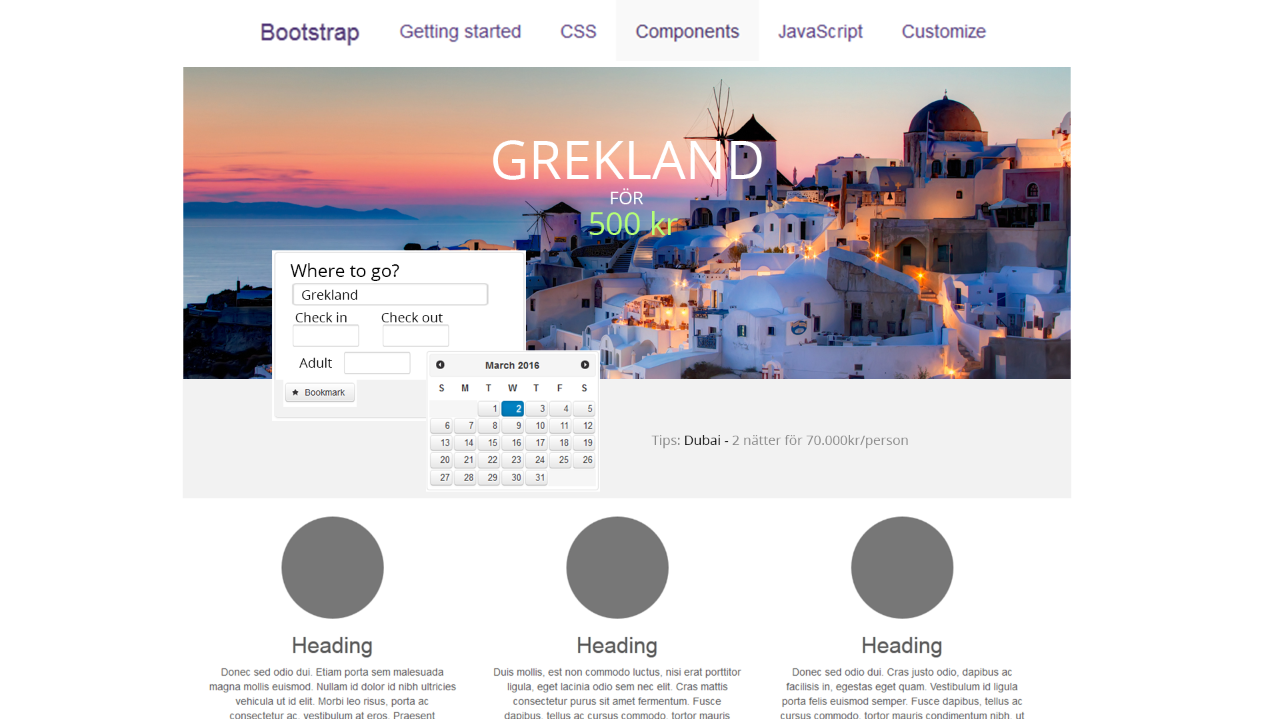 Bootstrap Getting started CSS Components JavaScript Customize
GREKLAND
FÖR
500 kr
Where to go?
Grekland
Check in Check out
Adult
Bookmark
March 2016
S M T W T F S
1 2 3 4 5
6 7 8 9 10 11 12
13 14 15 16 17 18 19
20 21 22 23 24 25 26
27 28 29 30 31
Tips: Dubai - 2 nätter för 70.000kr/person
Heading
Donec sed odio dui. Etiam porta sem malesuada
magna mollis euismod. Nullam id dolor id nibh ultricies
vehicula ut id elit. Morbi leo risus, porta ac
consectetur ac, vestibulum at eros. Praesent
Heading
Duis mollis, est non commodo luctus, nisi erat porttitor
ligula, eget lacinia odio sem nec elit. Cras mattis
consectetur purus sit amet fermentum. Fusce
dapibus, tellus ac cursus commodo, tortor mauris
Heading
Donec sed odio dui. Cras justo odio, dapibus ac
facilisis in, egestas eget quam. Vestibulum id ligula
porta felis euismod semper. Fusce dapibus, tellus ac
cursus commodo, tortor mauris condimentum nibh, ut